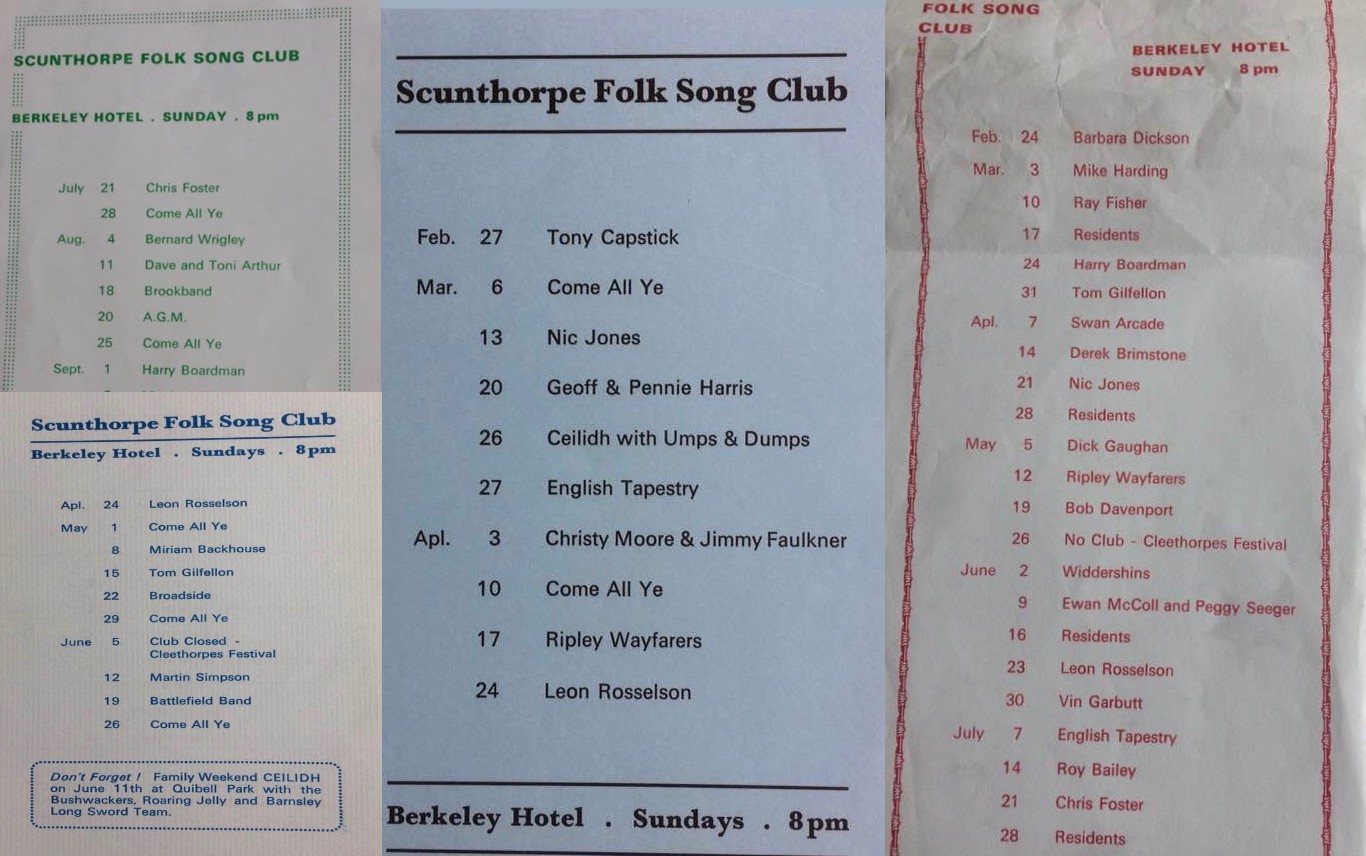 SCUNTHORPE FOLK SONG CLUB
BERKELEY HOTEL . SUNDAY . 8 pm
July 21 Chris Foster
28 Come All Ye
Aug. 4 Bernard Wrigley
11 Dave and Toni Arthur
18 Brookband
20 A.G.M.
25 Come All Ye
Sept. 1 Harry Boardman
Scunthorpe Folk Song Club
Berkeley Hotel . Sundays . 8 pm
Apl. 24 Leon Rosselson
May 1 Come All Ye
8 Miriam Backhouse
15 Tom Gilfellon
22 Broadside
29 Come All Ye
June 5 Club Closed -
Cleethorpes Festival
12 Martin Simpson
19 Battlefield Band
26 Come All Ye
Don't Forget ! Family Weekend CEILIDH
on June 11th at Quibell Park with the
Bushwackers, Roaring Jelly and Barnsley
Long Sword Team.
Scunthorpe Folk Song Club
Feb. 27 Tony Capstick
Mar. 6 Come All Ye
13 Nic Jones
20 Geoff & Pennie Harris
26 Ceilidh with Umps & Dumps
27 English Tapestry
Apl. 3 Christy Moore & Jimmy Faulkner
10 Come All Ye
17 Ripley Wayfarers
24 Leon Rosselson
Berkeley Hotel . Sundays . 8 pm
FOLK SONG
CLUB
BERKELEY HOTEL
SUNDAY 8 pm
Feb. 24 Barbara Dickson
Mar. 3 Mike Harding
10 Ray Fisher
17 Residents
24 Harry Boardman
31 Tom Gilfellon
Apl. 7 Swan Arcade
14 Derek Brimstone
21 Nic Jones
28 Residents
May 5 Dick Gaughan
12 Ripley Wayfarers
19 Bob Davenport
26 No Club - Cleethorpes Festival
June 2 Widdershins
9 Ewan McColl and Peggy Seeger
16 Residents
23 Leon Rosselson
30 Vin Garbutt
July 7 English Tapestry
14 Roy Bailey
21 Chris Foster
28 Residents